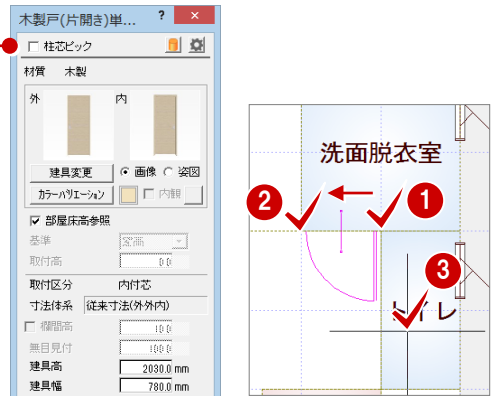 木製戸(片開き)単...
?
×
柱芯ピック
材質 木製
外 内
建具変更 画像 姿図
カラーバリエーション 内観
部屋床高参照
基準
取付高 0.0
取付区分 内付芯
寸法体系 従来寸法(外外内)
欄間高
無目見付
建具高 2030.0 mm
建具幅 780.0 mm
洗面脱衣室
1
2
3
トイレ